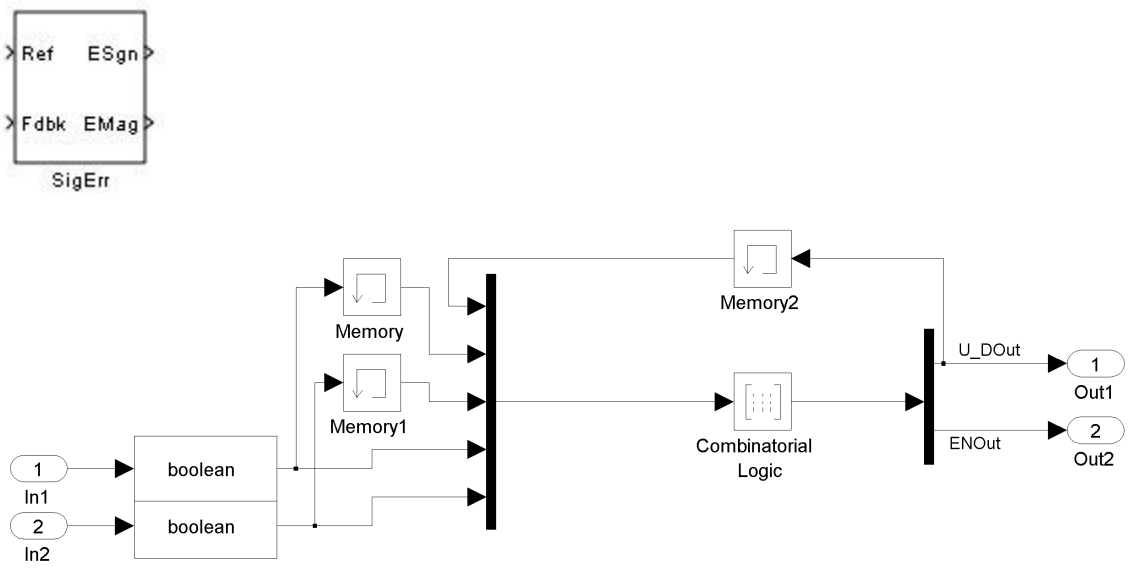 Ref ESgn
Fdbk EMag
SigErr
Memory2
Memory
U_DOut
1
Out1
Memory1
Combinatorial
Logic
ENOut
2
Out2
1
boolean
In1
2
boolean
In2